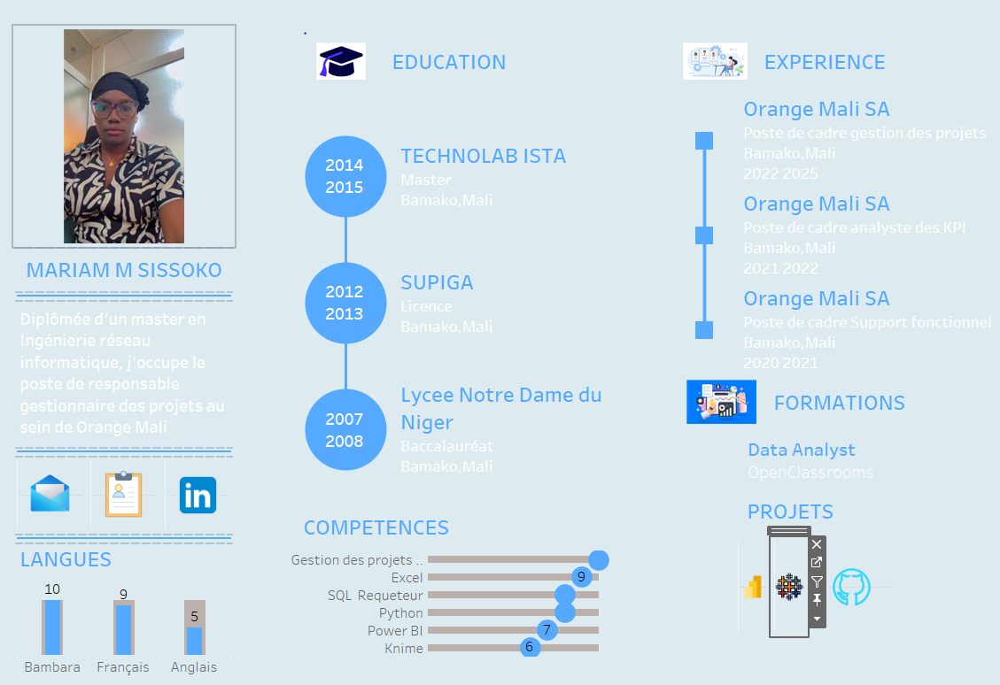 MARIAM M SISSOKO
Diplômée d'un master en
Ingénierie réseau
informatique, j'occupe le
poste de responsable
gestionnaire des projets au
sein de Orange Mali
in
LANGUES
10
9
5
Bambara
Français
Anglais
EDUCATION
2014
2015
TECHNOLAB ISTA
Master
Bamako,Mali
2012
2013
SUPIGA
Licence
Bamako,Mali
2007
2008
Lycee Notre Dame du
Niger
Baccalauréat
Bamako,Mali
COMPETENCES
Gestion des projets ..
Excel 9
SQL Requeteur
Python
Power BI 7
Knime 6
EXPERIENCE
Orange Mali SA
Poste de cadre gestion des projets
Bamako,Mali
2022 2025
Orange Mali SA
Poste de cadre analyste des KPI
Bamako,Mali
2021 2022
Orange Mali SA
Poste de cadre Support fonctionnel
Bamako,Mali
2020 2021
FORMATIONS
Data Analyst
OpenClassrooms
PROJETS